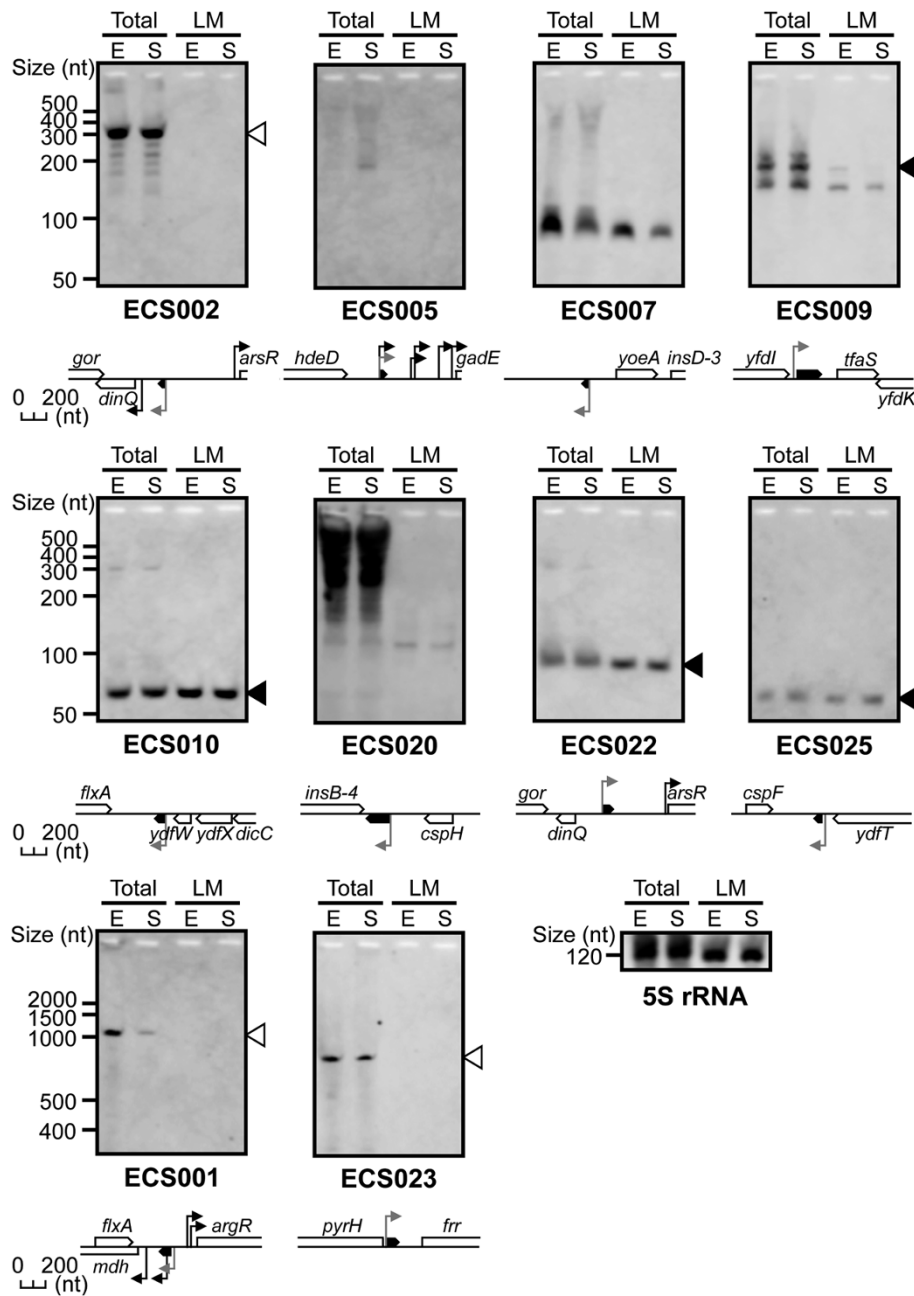 Total LM Total LM Total LM Total LM
E S E S E S E S E S E S E S E S
Size (nt)
500
400
300
200
100
50
ECS002 ECS005 ECS007 ECS009
gor arsR hdeD gadE yoeA insD-3 yfdI tfaS
dinQ yfdK
0 200
(nt)
Total LM Total LM Total LM Total LM
E S E S E S E S E S E S E S E S
Size (nt)
500
400
300
200
100
50
ECS010 ECS020 ECS022 ECS025
flxA insB-4 gor arsR cspF
ydfW ydfX dicC cspH dinQ ydfT
0 200
(nt)
Total LM Total LM Total LM
E S E S E S E S E S E S
Size (nt) Size (nt)
120
5S rRNA
2000
1500
1000
500
400
ECS001 ECS023
flxA argR pyrH frr
mdh
0 200
(nt)